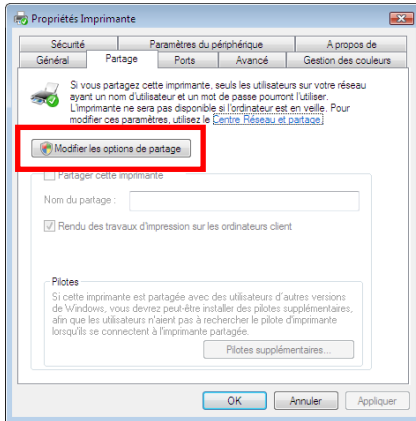 Propriétés Imprimante
Sécurité Paramètres du périphérique A propos de
Général Partage Ports Avancé Gestion des couleurs
Si vous partagez cette imprimante, seuls les utilisateurs sur votre réseau
ayant un nom d'utilisateur et un mot de passe pourront l'utiliser.
L'imprimante ne sera pas disponible si l'ordinateur est en veille. Pour
modifier ces paramètres, utilisez le Centre Réseau et partage.
Modifier les options de partage
Partager cette imprimante
Nom du partage :
Rendu des travaux d'impression sur les ordinateurs client
Pilotes
Si cette imprimante est partagée avec des utilisateurs d'autres versions
de Windows, vous devrez peut-être installer des pilotes supplémentaires,
afin que les utilisateurs n'aient pas à rechercher le pilote d'imprimante
lorsqu'ils se connectent à l'imprimante partagée.
Pilotes supplémentaires...
OK Annuler Appliquer